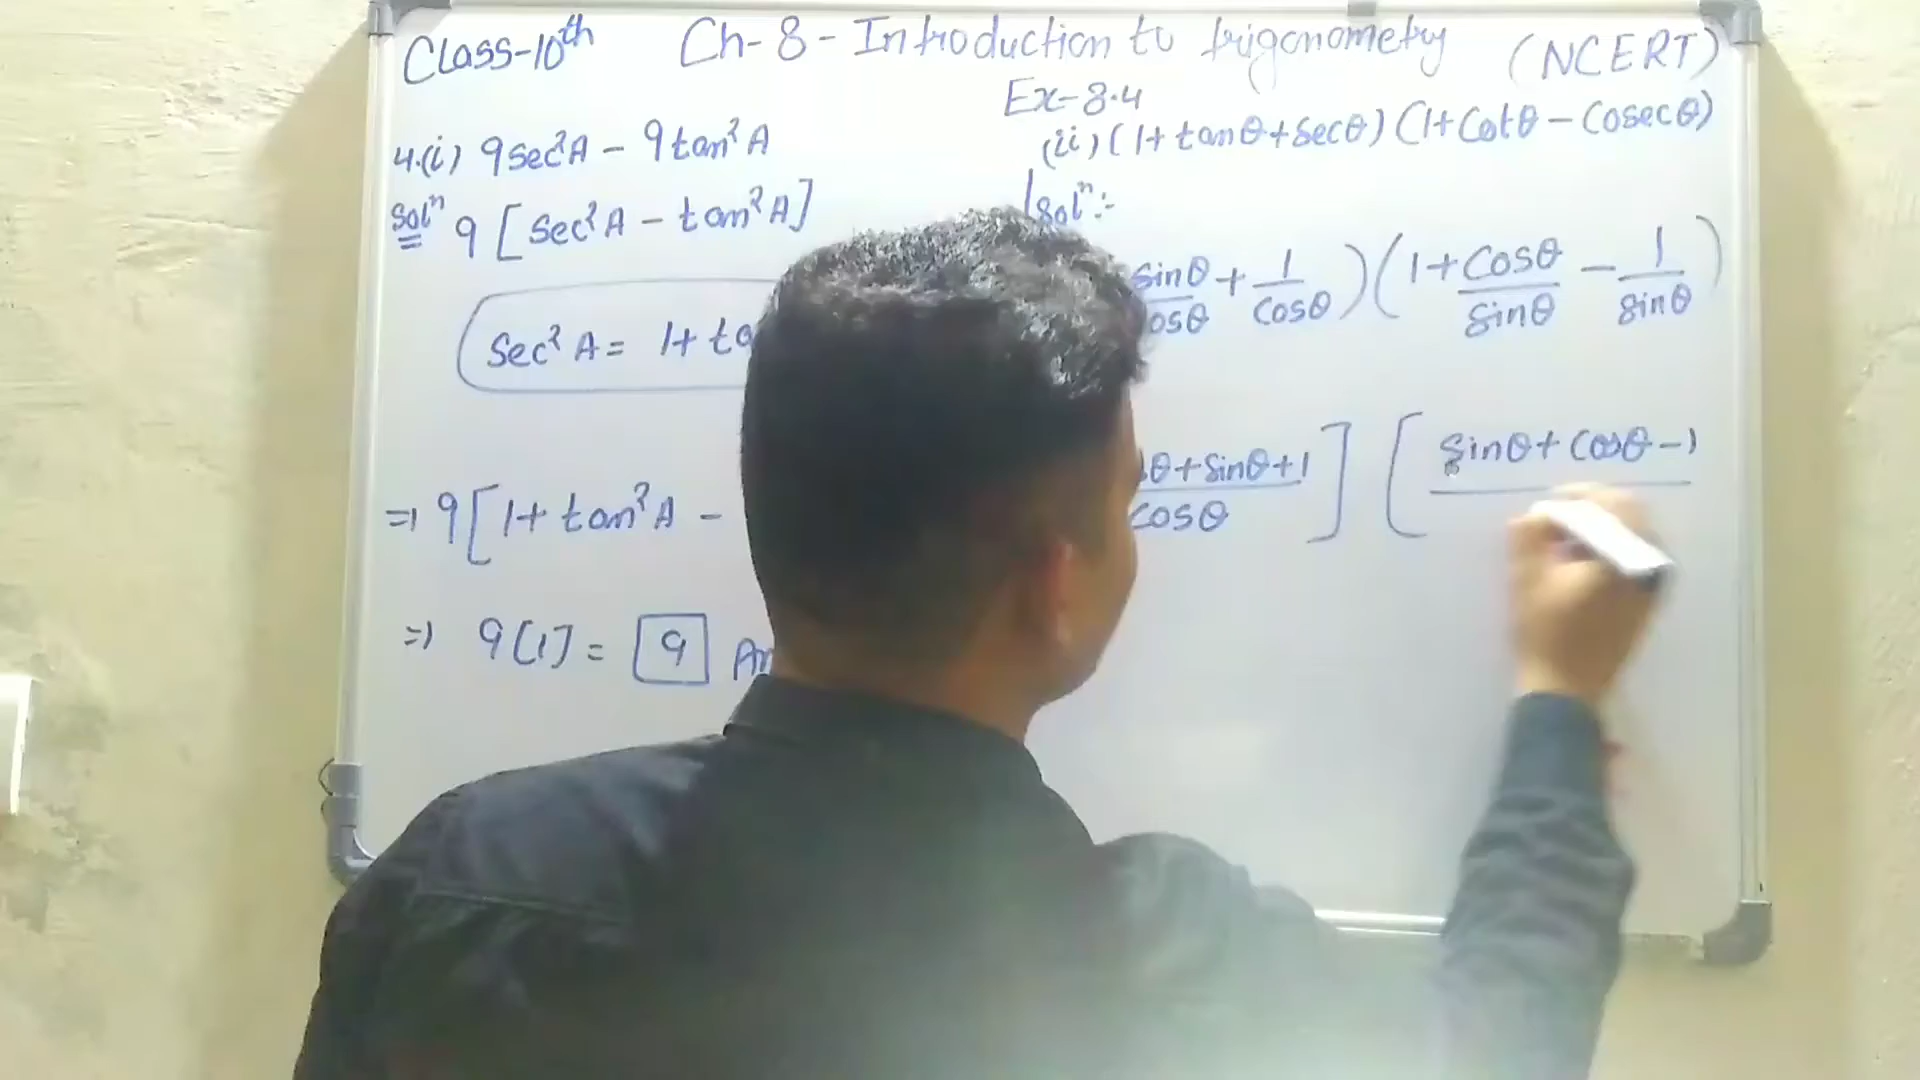 Class-10th Ch-8-Introduction to trigonometry (NCERT)
Ex-8.4
4.(i) 9sec²A - 9tan²A
Solⁿ 9[sec²A - tan²A]
sec²A = 1+
⇒ 9[1+tan²A -
⇒ 9[1] = 9
(ii) (1+tanθ+secθ)(1+cotθ-cosecθ)
Solⁿ:-
sinθ/cosθ + 1/cosθ)(1+cosθ/sinθ - 1/sinθ)
θ+sinθ+1/cosθ] [sinθ+cosθ-1